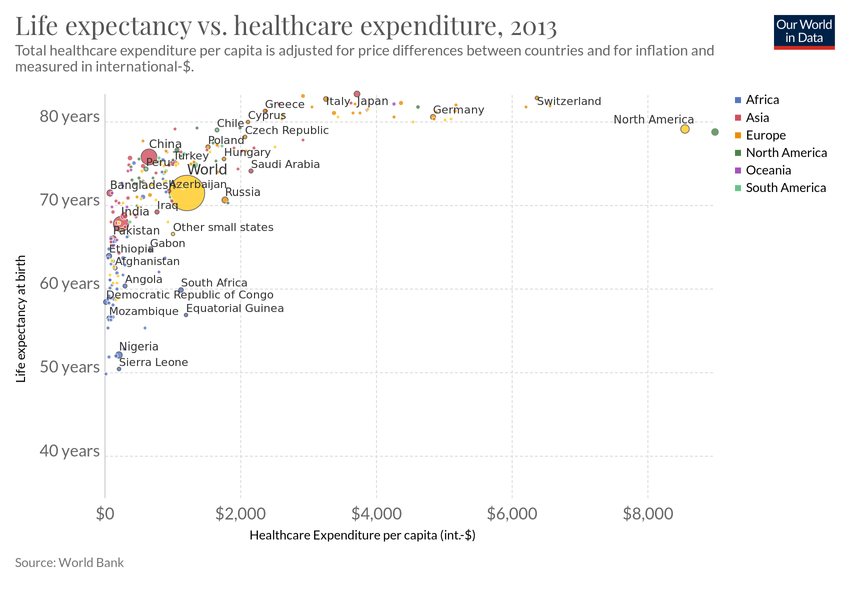 Life expectancy vs. healthcare expenditure, 2013
Our World
in Data
Total healthcare expenditure per capita is adjusted for price differences between countries and for inflation and
measured in international-$.
80 years
70 years
60 years
50 years
40 years
Life expectancy at birth
Greece
Italy
Japan
Switzerland
Cyprus
Germany
North America
Chile
Czech Republic
China
Poland
Hungary
Peru
Turkey
World
Saudi Arabia
Bangladesh
Azerbaijan
Russia
India
Iraq
Pakistan
Other small states
Ethiopia
Gabon
Afghanistan
Angola
South Africa
Democratic Republic of Congo
Mozambique
Equatorial Guinea
Nigeria
Sierra Leone
Africa
Asia
Europe
North America
Oceania
South America
$0
$2,000
$4,000
$6,000
$8,000
Healthcare Expenditure per capita (int.-$)
Source: World Bank